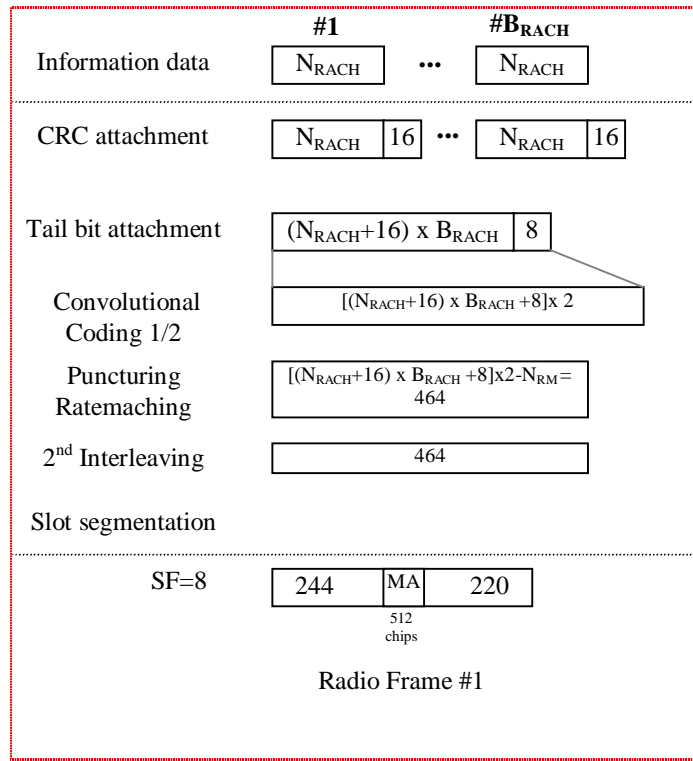 #1 #B_RACH
Information data N_RACH ... N_RACH
CRC attachment N_RACH 16 ... N_RACH 16
Tail bit attachment (N_RACH+16) x B_RACH 8
Convolutional
Coding 1/2
[(N_RACH+16) x B_RACH +8]x 2
Puncturing
Ratemaching
[(N_RACH+16) x B_RACH +8]x2-N_RM=
464
2nd Interleaving 464
Slot segmentation
SF=8 244 MA 220
512
chips
Radio Frame #1